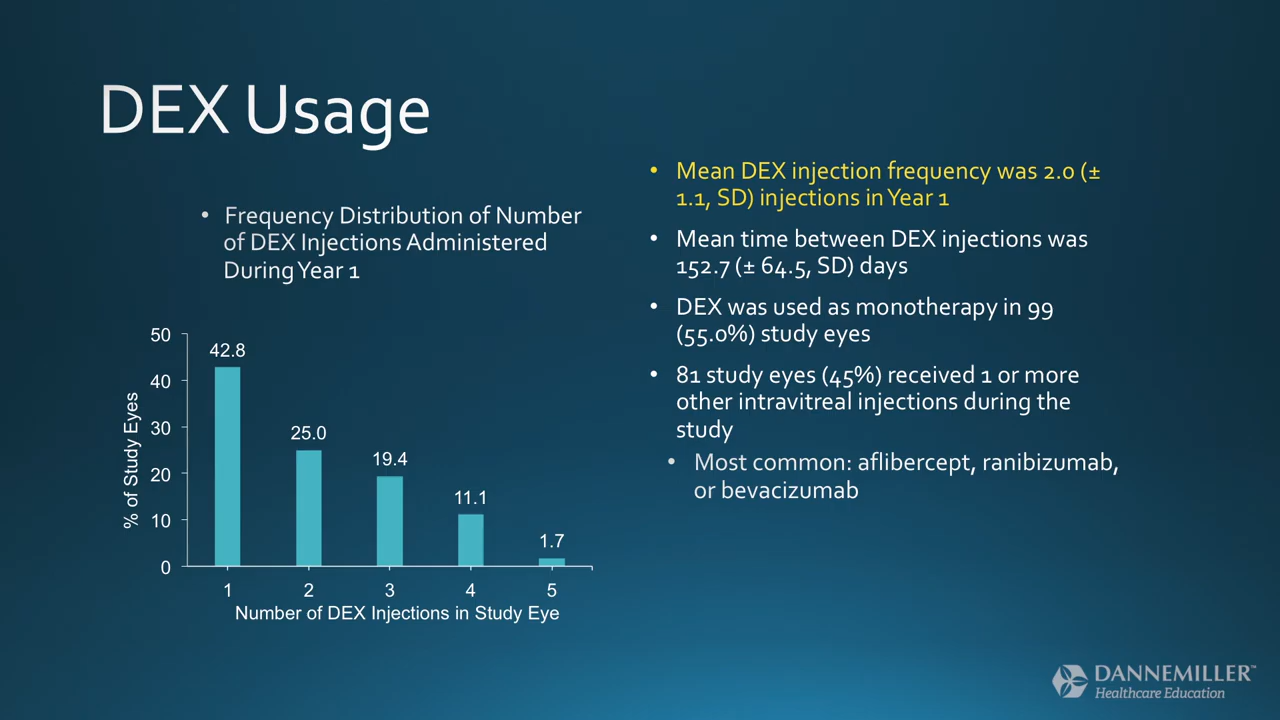 DEX Usage
• Frequency Distribution of Number
of DEX Injections Administered
During Year 1
50
40
30
20
10
0
% of Study Eyes
42.8
25.0
19.4
11.1
1.7
1 2 3 4 5
Number of DEX Injections in Study Eye
• Mean DEX injection frequency was 2.0 (±
1.1, SD) injections in Year 1
• Mean time between DEX injections was
152.7 (± 64.5, SD) days
• DEX was used as monotherapy in 99
(55.0%) study eyes
• 81 study eyes (45%) received 1 or more
other intravitreal injections during the
study
• Most common: aflibercept, ranibizumab,
or bevacizumab
DANNEMILLER™
Healthcare Education